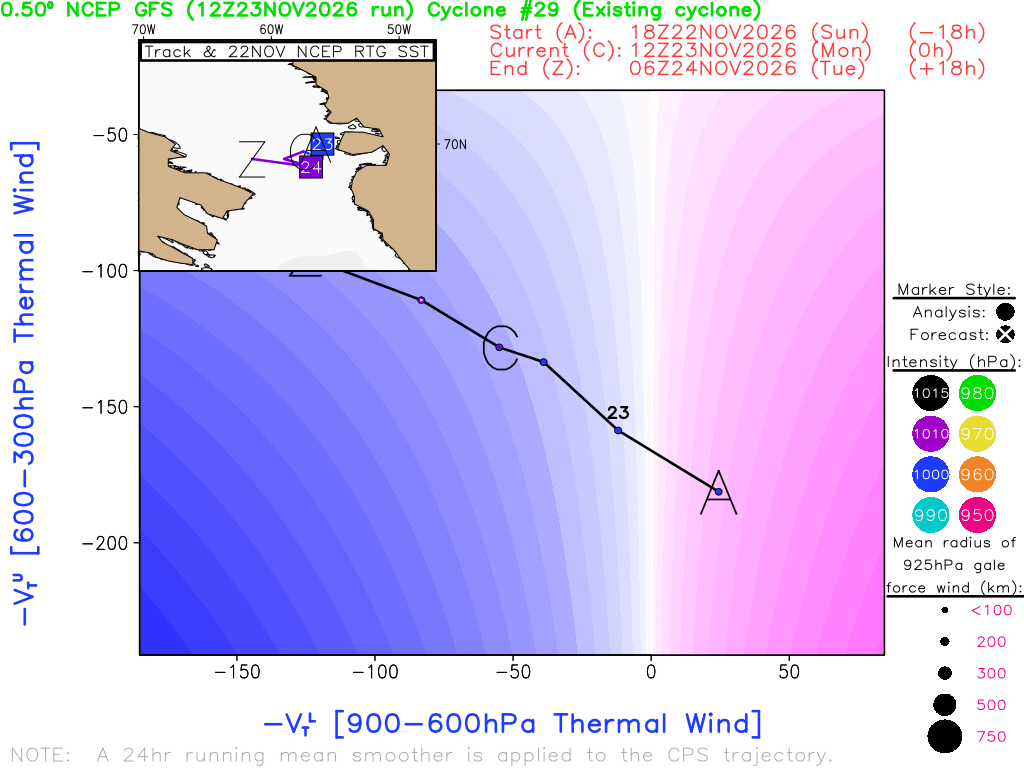 0.50° NCEP GFS (12Z23NOV2026 run) Cyclone #29 (Existing cyclone)
70W 60W 50W
Start (A): 18Z22NOV2026 (Sun) (−18h)
Current (C): 12Z23NOV2026 (Mon) (0h)
End (Z): 06Z24NOV2026 (Tue) (+18h)
Track & 22NOV NCEP RTG SST
70N
C A 23
Z 24
−50
−100
−150
−200
−V_T^U [600−300hPa Thermal Wind]
Z
C
23
A
−150 −100 −50 0 50
−V_T^L [900−600hPa Thermal Wind]
Marker Style:
Analysis:
Forecast:
Intensity (hPa):
1015 980
1010 970
1000 960
990 950
Mean radius of
925hPa gale
force wind (km):
<100
200
300
500
750
NOTE: A 24hr running mean smoother is applied to the CPS trajectory.